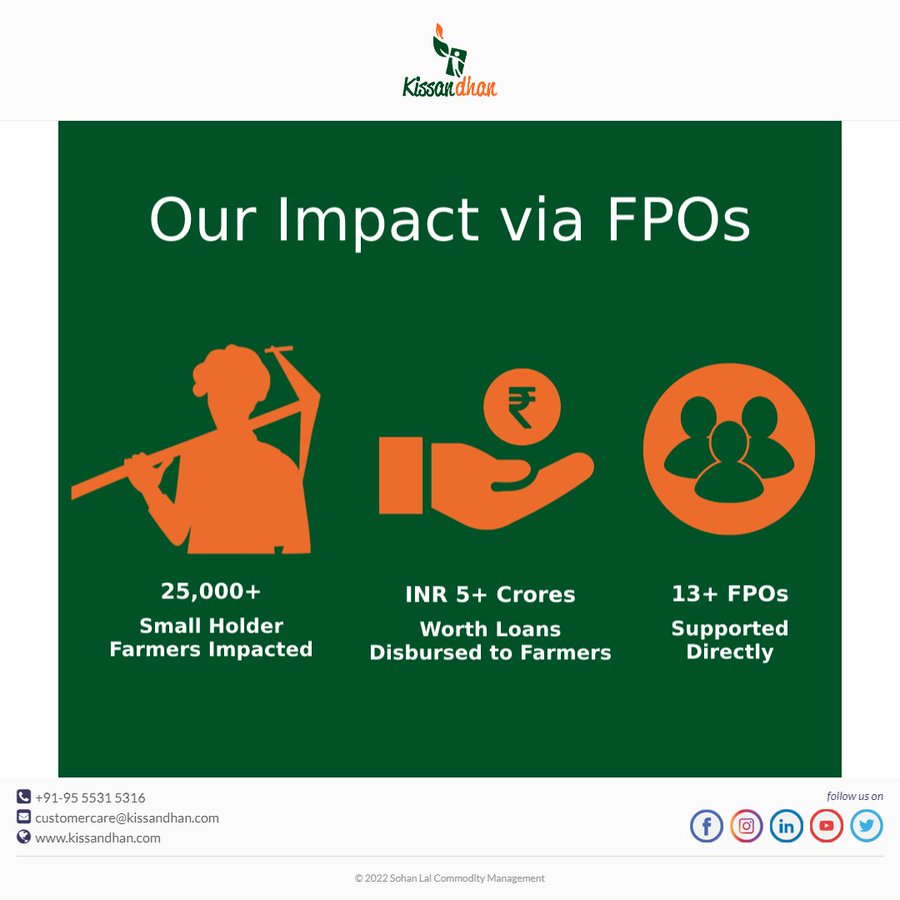 Kissandhan
Our Impact via FPOs
25,000+
Small Holder
Farmers Impacted
₹
INR 5+ Crores
Worth Loans
Disbursed to Farmers
13+ FPOs
Supported
Directly
+91-95 5531 5316
customercare@kissandhan.com
www.kissandhan.com
follow us on
© 2022 Sohan Lal Commodity Management